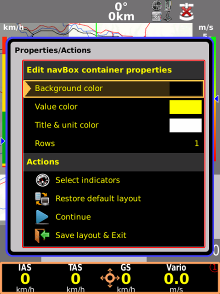 0°
0km
km/h
m/s
Properties/Actions
Edit navBox container properties
Background color
Value color
Title & unit color
Rows 1
Actions
Select indicators
Restore default layout
Continue
Save layout & Exit
IAS TAS GS Vario
0 0 0 0.0
km/h km/h km/h m/s